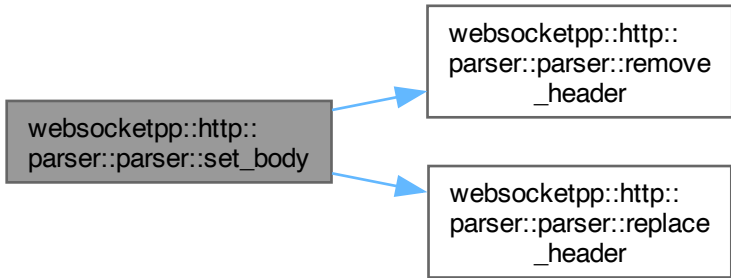 websocketpp::http::
parser::parser::set_body
websocketpp::http::
parser::parser::remove
_header
websocketpp::http::
parser::parser::replace
_header